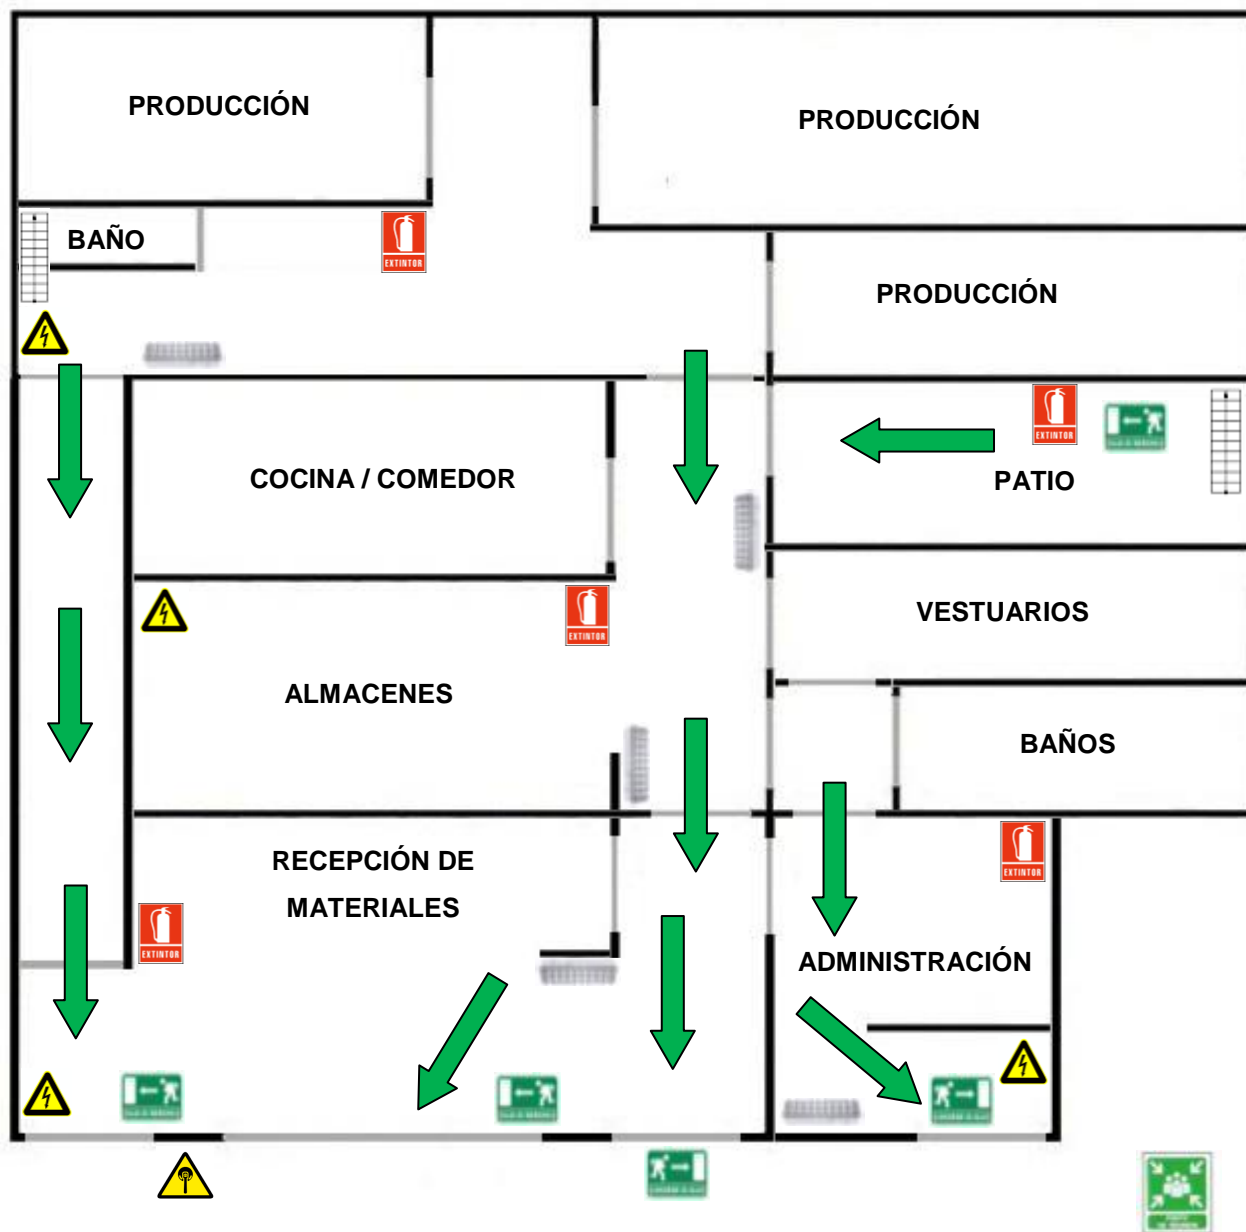 PRODUCCIÓN
PRODUCCIÓN
BAÑO
EXTINTOR
PRODUCCIÓN
EXTINTOR
COCINA / COMEDOR
PATIO
EXTINTOR
VESTUARIOS
ALMACENES
BAÑOS
EXTINTOR
RECEPCIÓN DE
MATERIALES
EXTINTOR
ADMINISTRACIÓN